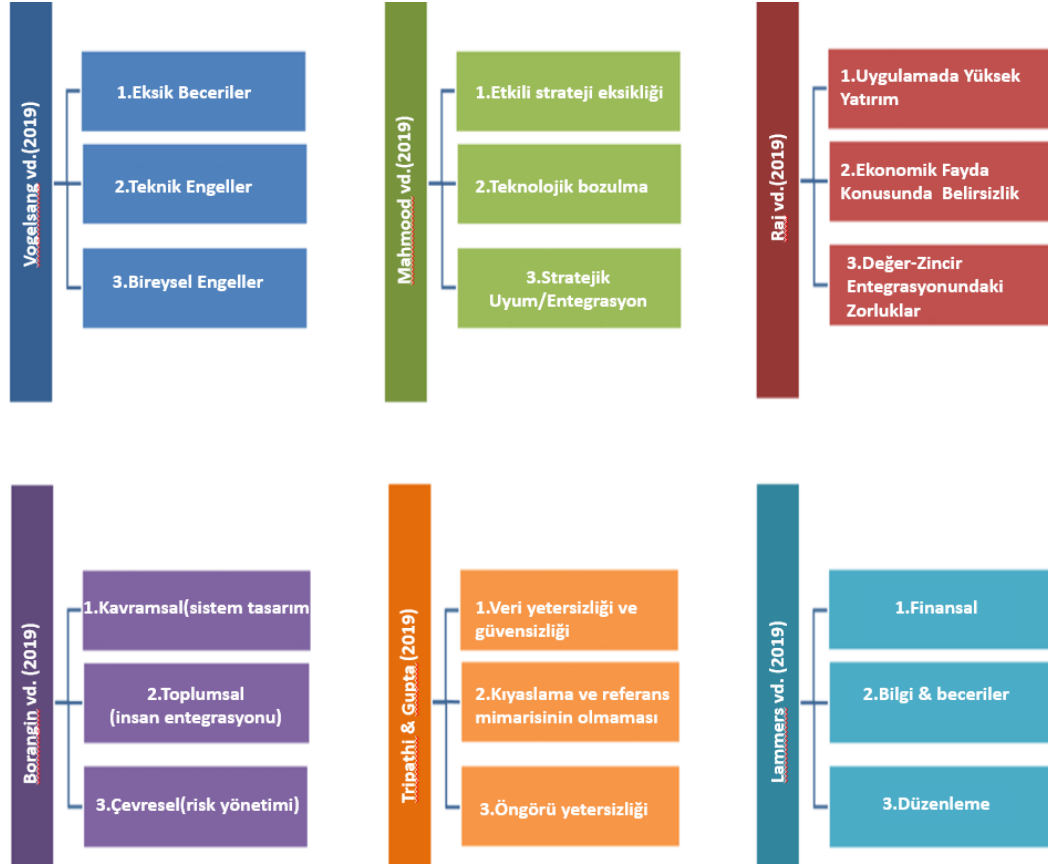 Vogelsang vd.(2019)
1.Eksik Beceriler
2.Teknik Engeller
3.Bireysel Engeller
Mahmood vd.(2019)
1.Etkili strateji eksikliği
2.Teknolojik bozulma
3.Stratejik
Uyum/Entegrasyon
Raj vd.(2019)
1.Uygulamada Yüksek
Yatırım
2.Ekonomik Fayda
Konusunda Belirsizlik
3.Değer-Zincir
Entegrasyonundaki
Zorluklar
Borangin vd. (2019)
1.Kavramsal(sistem tasarım
2.Toplumsal
(insan entegrasyonu)
3.Çevresel(risk yönetimi)
Tripathi & Gupta (2019)
1.Veri yetersizliği ve
güvensizliği
2.Kıyaslama ve referans
mimarisinin olmaması
3.Öngörü yetersizliği
Lammers vd. (2019)
1.Finansal
2.Bilgi & beceriler
3.Düzenleme